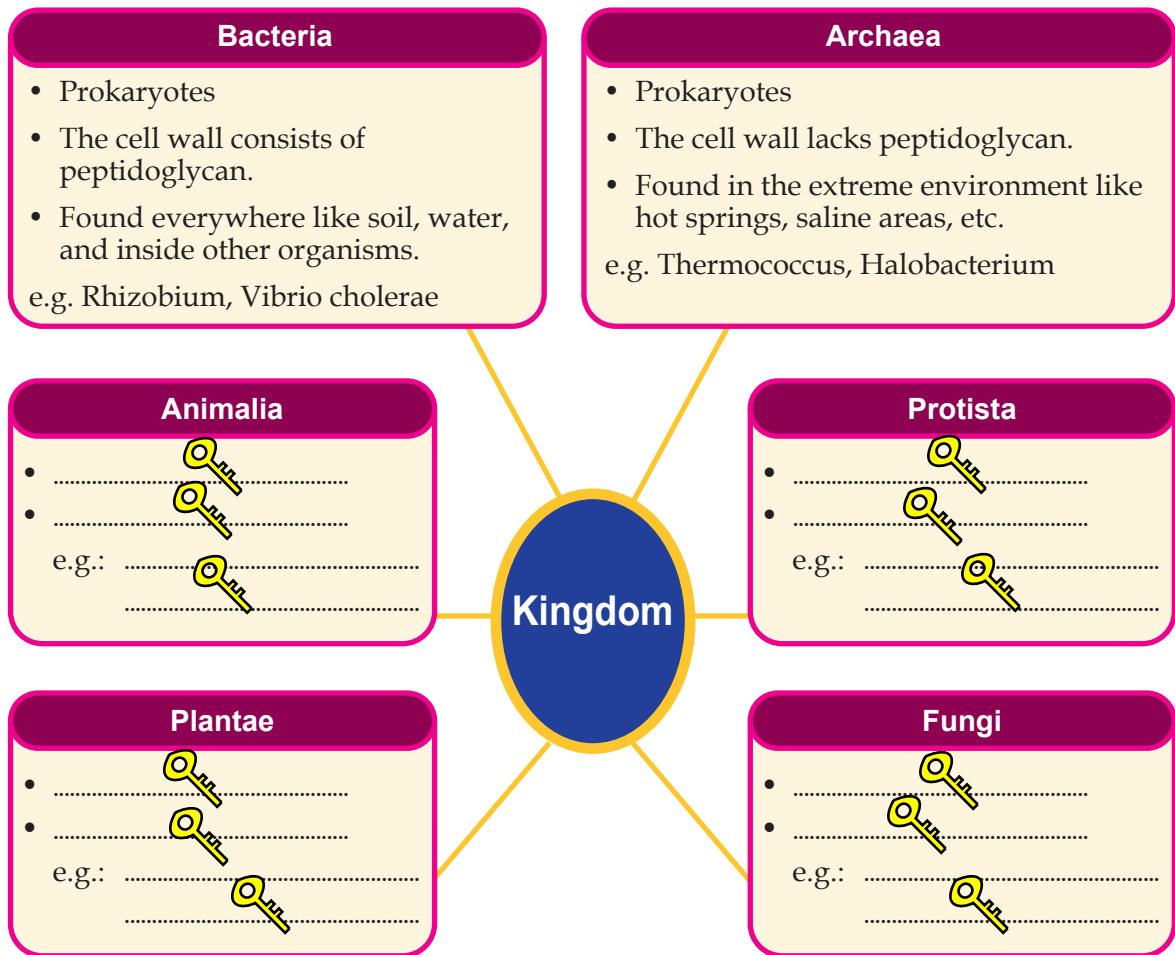 Bacteria
• Prokaryotes
• The cell wall consists of
peptidoglycan.
• Found everywhere like soil, water,
and inside other organisms.
e.g. Rhizobium, Vibrio cholerae
Archaea
• Prokaryotes
• The cell wall lacks peptidoglycan.
• Found in the extreme environment like
hot springs, saline areas, etc.
e.g. Thermococcus, Halobacterium
Animalia
• ..................................................
• ..................................................
e.g.: ..................................................
..................................................
Protista
• ..................................................
• ..................................................
e.g.: ..................................................
..................................................
Kingdom
Plantae
• ..................................................
• ..................................................
e.g.: ..................................................
..................................................
Fungi
• ..................................................
• ..................................................
e.g.: ..................................................
..................................................